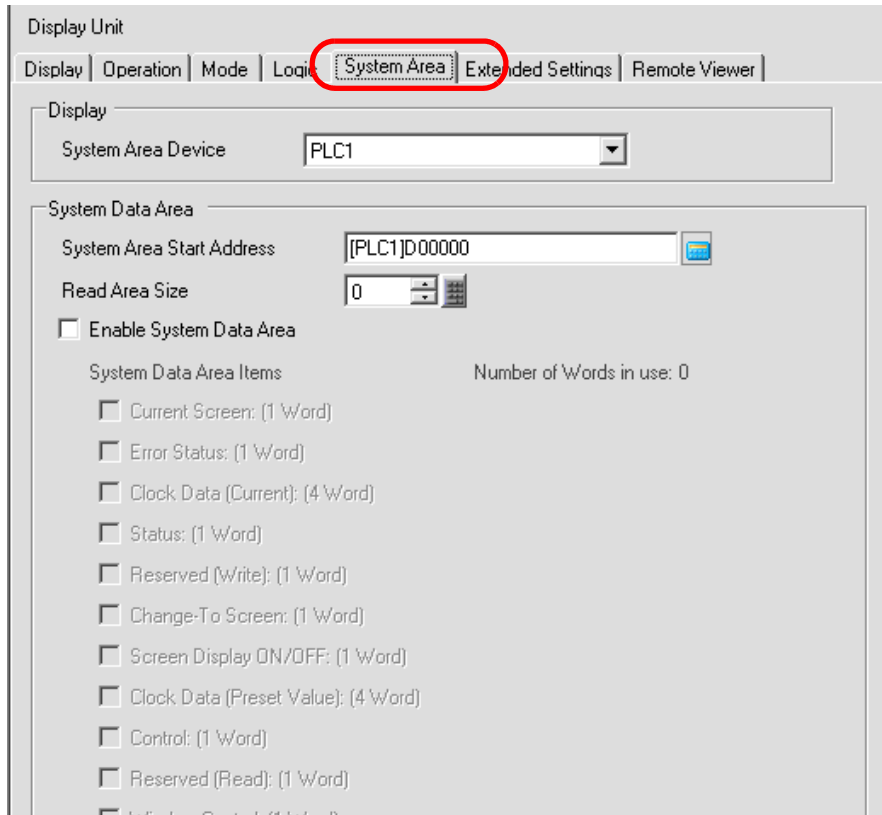 Display Unit
Display Operation Mode Logic System Area Extended Settings Remote Viewer
Display
System Area Device PLC1
System Data Area
System Area Start Address [PLC1]D00000
Read Area Size 0
Enable System Data Area
System Data Area Items Number of Words in use: 0
Current Screen: (1 Word)
Error Status: (1 Word)
Clock Data (Current): (4 Word)
Status: (1 Word)
Reserved (Write): (1 Word)
Change-To Screen: (1 Word)
Screen Display ON/OFF: (1 Word)
Clock Data (Preset Value): (4 Word)
Control: (1 Word)
Reserved (Read): (1 Word)